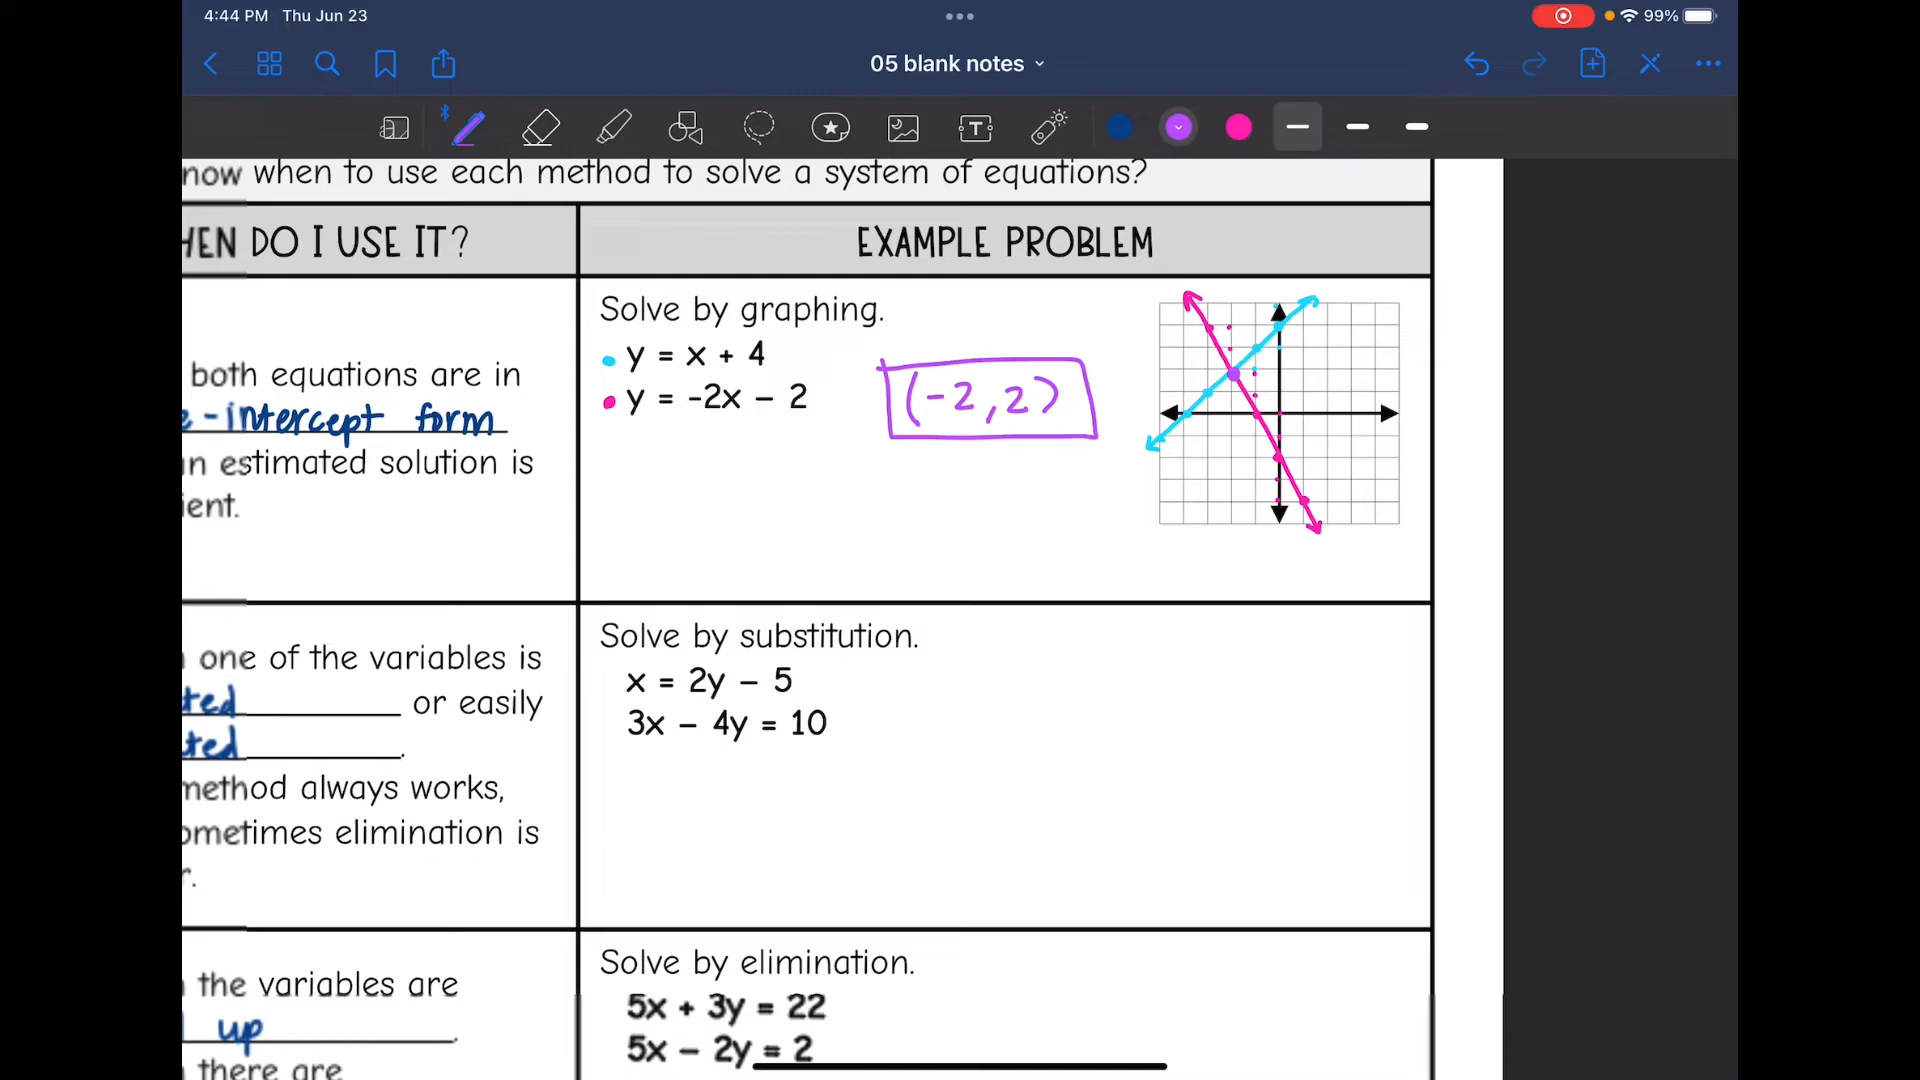 4:44 PM Thu Jun 23
99%
05 blank notes
now when to use each method to solve a system of equations?
HEN DO I USE IT?
EXAMPLE PROBLEM
both equations are in
e-intercept form
an estimated solution is
ient.
Solve by graphing.
y = x + 4
y = -2x – 2
(-2,2)
one of the variables is
ted or easily
ted.
method always works,
ometimes elimination is
r.
Solve by substitution.
x = 2y – 5
3x – 4y = 10
the variables are
up.
there are
Solve by elimination.
5x + 3y = 22
5x – 2y = 2